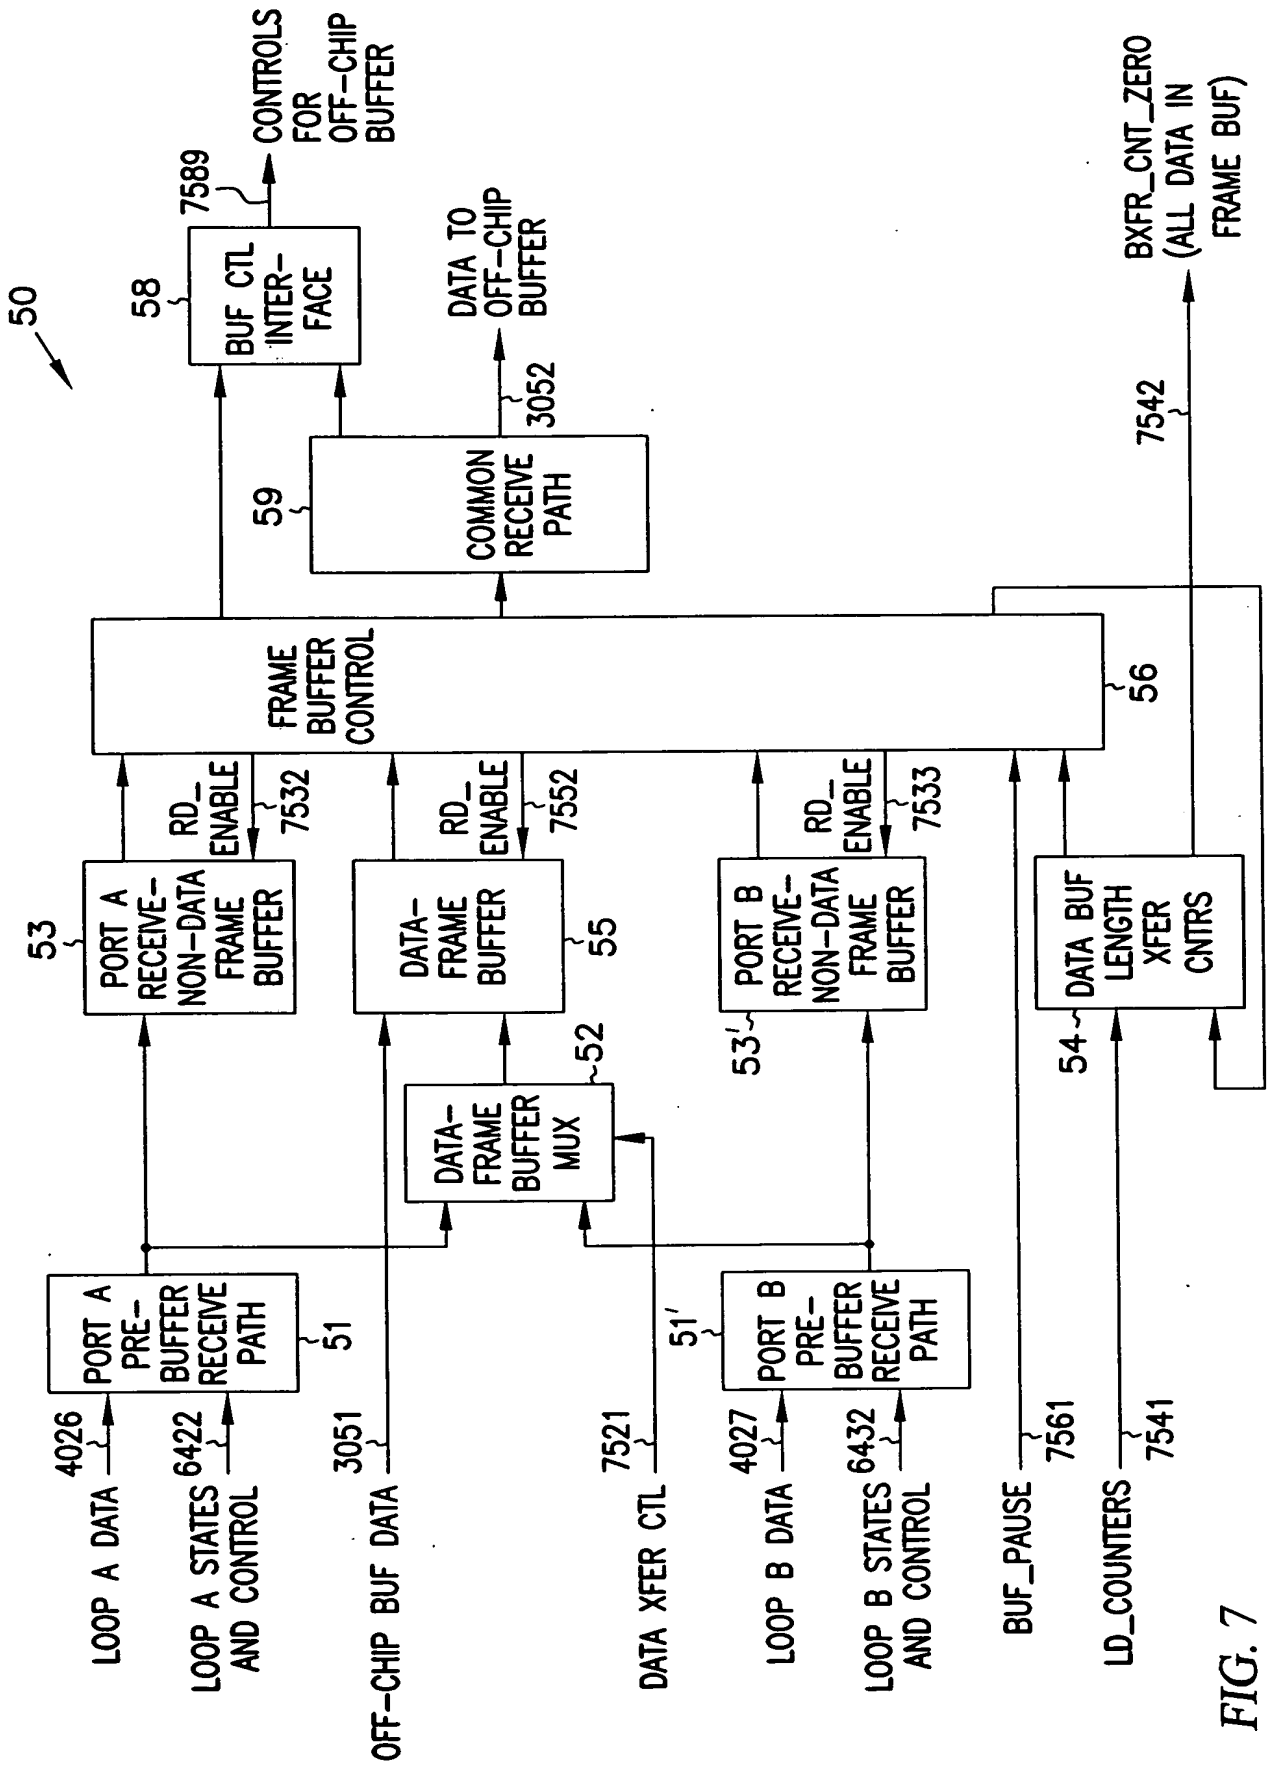 50
LOOP A DATA
4026
LOOP A STATES
AND CONTROL
6422
PORT A
PRE-
BUFFER
RECEIVE
PATH
51
53
PORT A
RECEIVE-
NON-DATA
FRAME
BUFFER
RD_
ENABLE
7532
OFF-CHIP BUF DATA
3051
DATA-
FRAME
BUFFER
MUX
52
DATA-
FRAME
BUFFER
55
RD_
ENABLE
7552
DATA XFER CTL
7521
LOOP B DATA
4027
LOOP B STATES
AND CONTROL
6432
51'
PORT B
PRE-
BUFFER
RECEIVE
PATH
53'
PORT B
RECEIVE-
NON-DATA
FRAME
BUFFER
RD_
ENABLE
7533
BUF_PAUSE
7561
LD_COUNTERS
7541
54
DATA BUF
LENGTH
XFER
CNTRS
FRAME
BUFFER
CONTROL
56
58
BUF CTL
INTER-
FACE
7589
CONTROLS
FOR
OFF-CHIP
BUFFER
59
COMMON
RECEIVE
PATH
3052
DATA TO
OFF-CHIP
BUFFER
7542
BXFR_CNT_ZERO
(ALL DATA IN
FRAME BUF)
FIG. 7